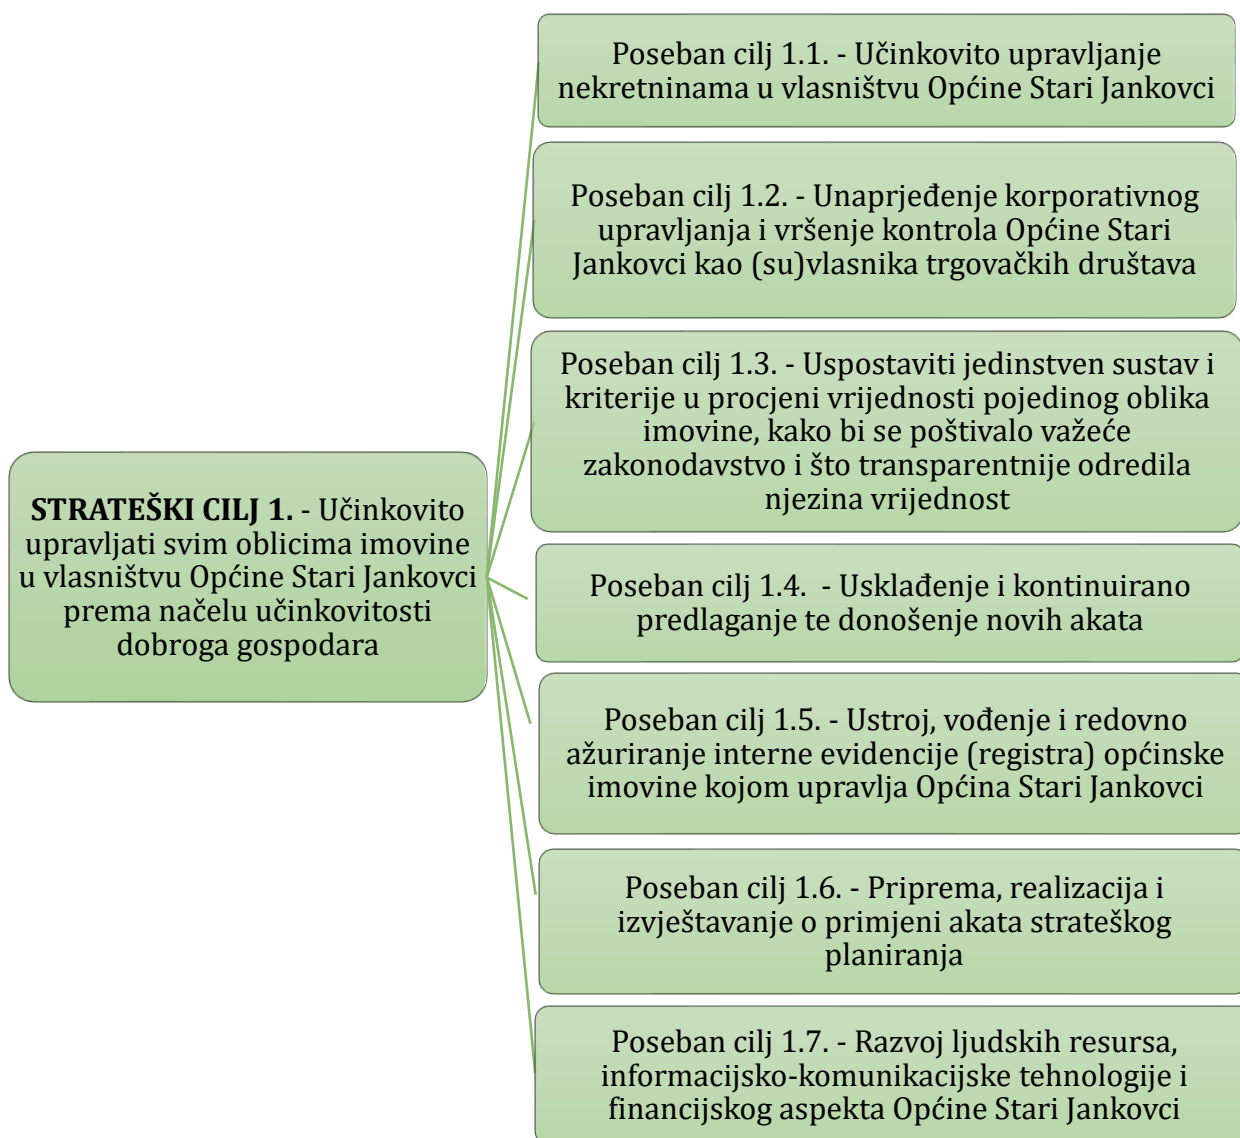 STRATEŠKI CILJ 1. - Učinkovito
upravljati svim oblicima imovine
u vlasništvu Općine Stari Jankovci
prema načelu učinkovitosti
dobroga gospodara
Poseban cilj 1.1. - Učinkovito upravljanje
nekretninama u vlasništvu Općine Stari Jankovci
Poseban cilj 1.2. - Unaprjeđenje korporativnog
upravljanja i vršenje kontrola Općine Stari
Jankovci kao (su)vlasnika trgovačkih društava
Poseban cilj 1.3. - Uspostaviti jedinstven sustav i
kriterije u procjeni vrijednosti pojedinog oblika
imovine, kako bi se poštivalo važeće
zakonodavstvo i što transparentnije odredila
njezina vrijednost
Poseban cilj 1.4.  - Usklađenje i kontinuirano
predlaganje te donošenje novih akata
Poseban cilj 1.5. - Ustroj, vođenje i redovno
ažuriranje interne evidencije (registra) općinske
imovine kojom upravlja Općina Stari Jankovci
Poseban cilj 1.6. - Priprema, realizacija i
izvještavanje o primjeni akata strateškog
planiranja
Poseban cilj 1.7. - Razvoj ljudskih resursa,
informacijsko-komunikacijske tehnologije i
financijskog aspekta Općine Stari Jankovci